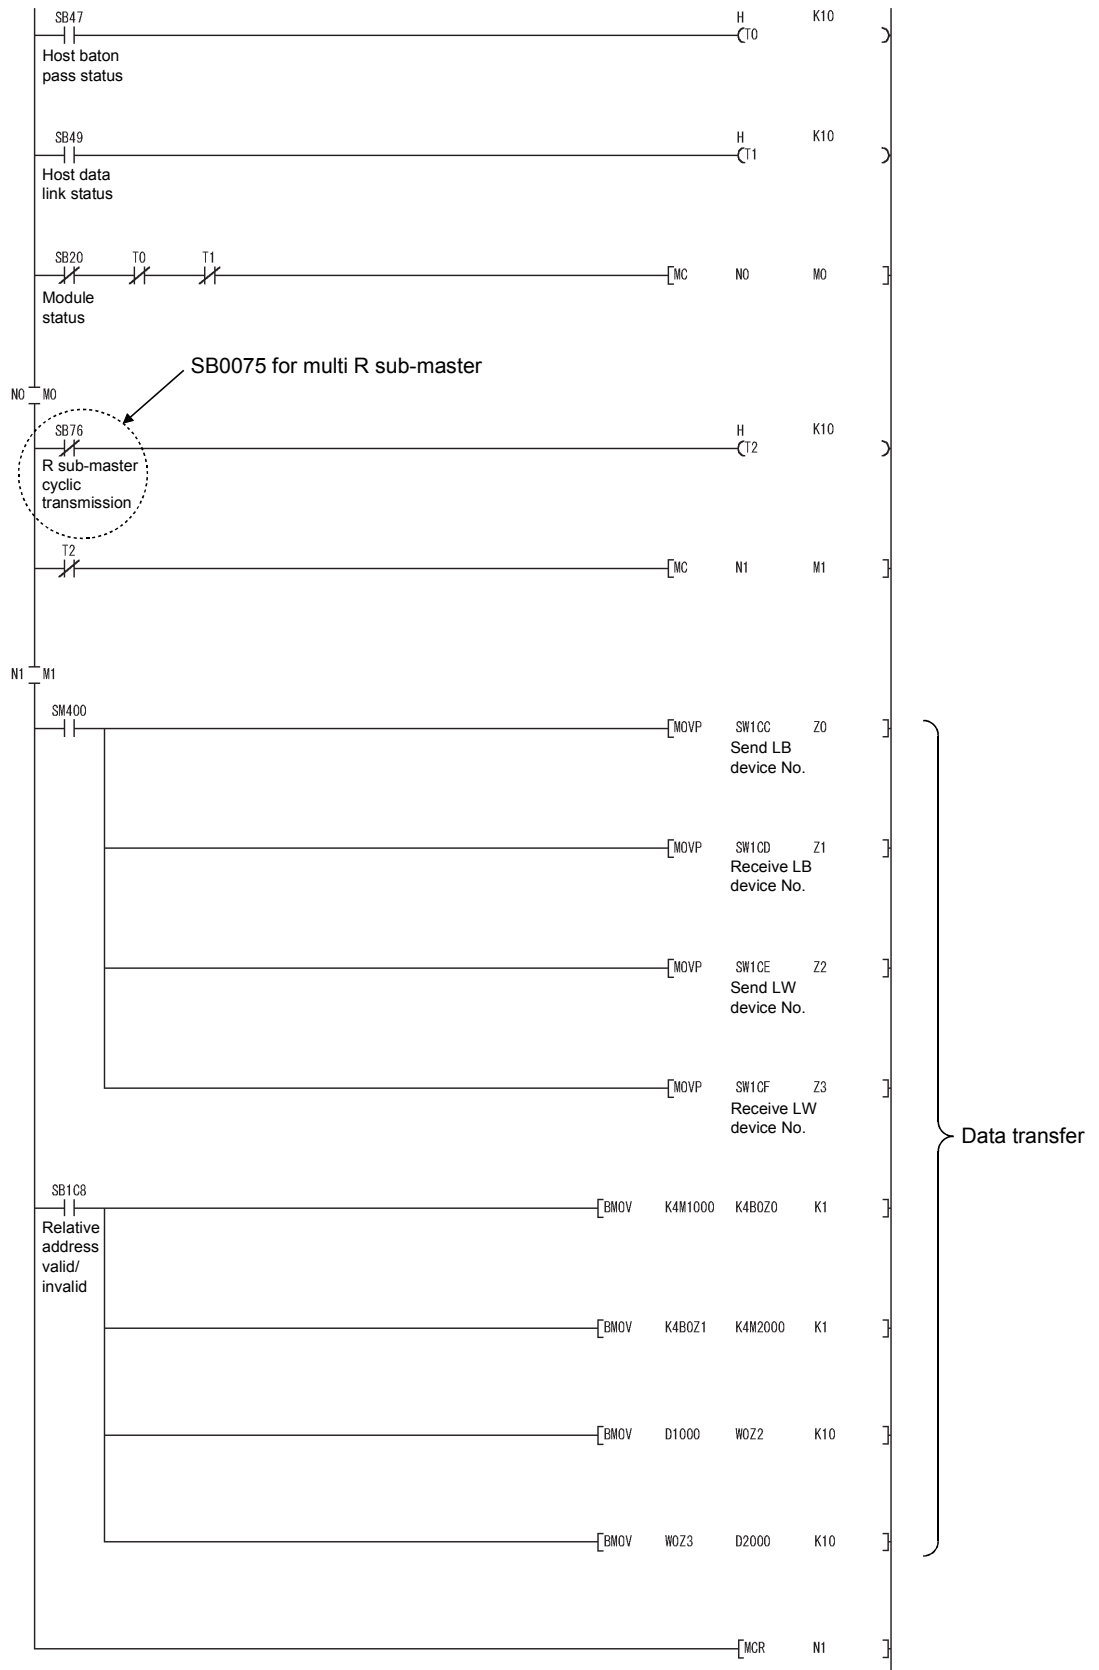 SB47
H K10
T0
Host baton
pass status
SB49
H K10
T1
Host data
link status
SB20 T0 T1
MC N0 M0
Module
status
SB0075 for multi R sub-master
N0 M0
SB76
H K10
T2
R sub-master
cyclic
transmission
T2
MC N1 M1
N1 M1
SM400
MOVP SW1CC Z0
Send LB
device No.
MOVP SW1CD Z1
Receive LB
device No.
MOVP SW1CE Z2
Send LW
device No.
MOVP SW1CF Z3
Receive LW
device No.
Data transfer
SB1C8
BMOV K4M1000 K4B0Z0 K1
Relative
address
valid/
invalid
BMOV K4B0Z1 K4M2000 K1
BMOV D1000 W0Z2 K10
BMOV W0Z3 D2000 K10
MCR N1